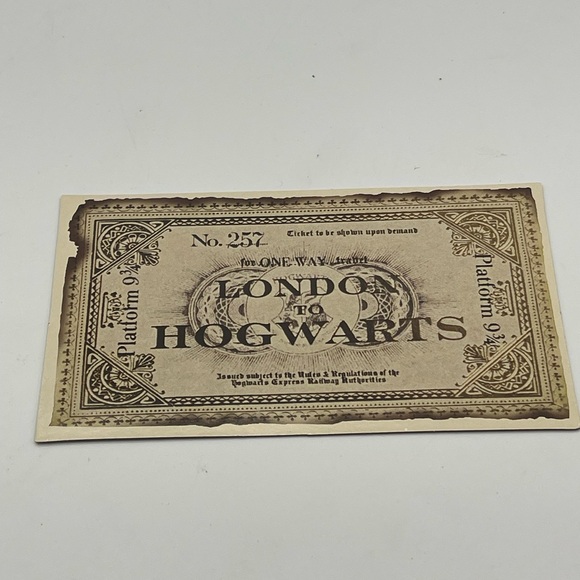 No. 257 Ticket to be shown upon demand
for ONE WAY travel
LONDON
TO
HOGWARTS
Platform 9¾
Platform 9¾
Issued subject to the Rules & Regulations of the
Hogwarts Express Railway Authorities